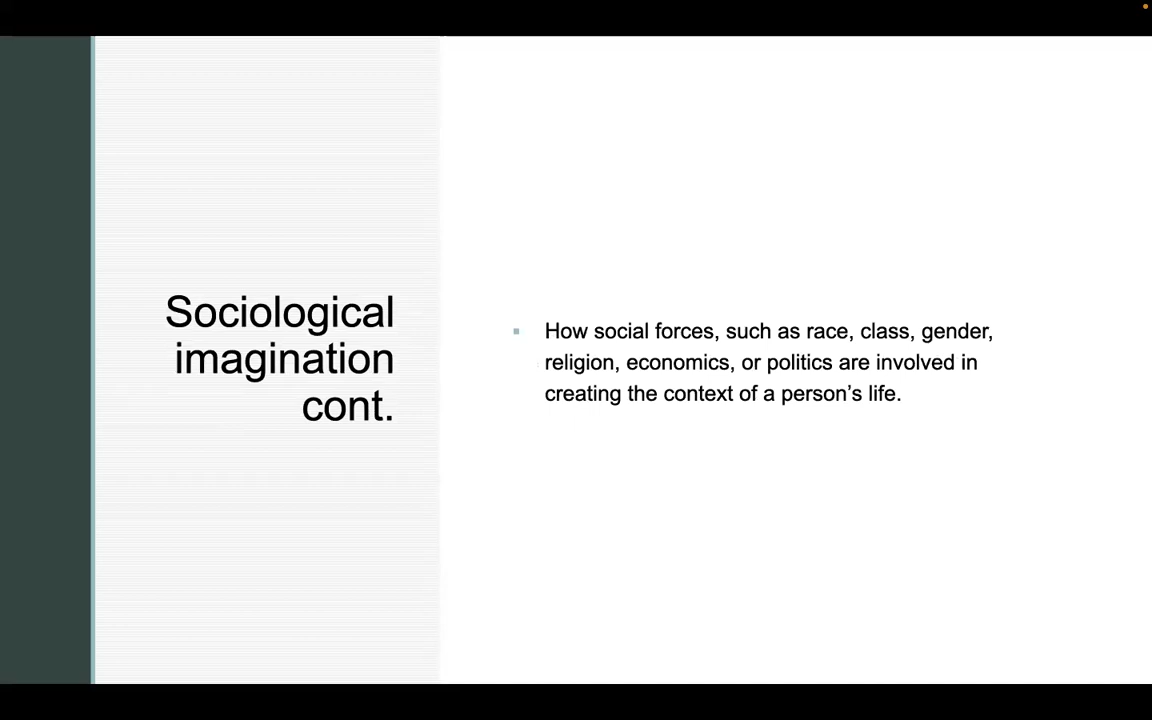 Sociological
imagination
cont.
How social forces, such as race, class, gender,
religion, economics, or politics are involved in
creating the context of a person’s life.